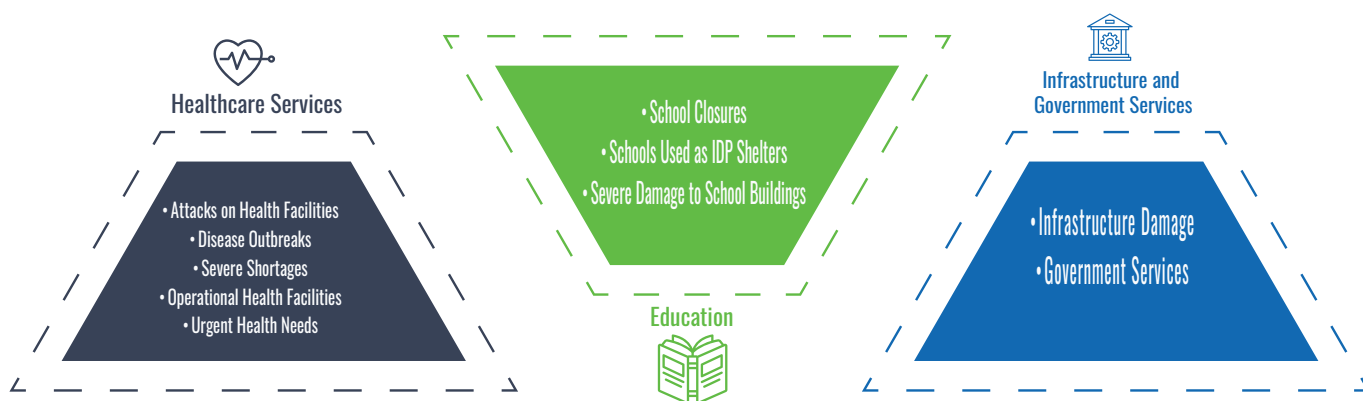 Healthcare Services
• Attacks on Health Facilities
• Disease Outbreaks
• Severe Shortages
• Operational Health Facilities
• Urgent Health Needs
• School Closures
• Schools Used as IDP Shelters
• Severe Damage to School Buildings
Education
Infrastructure and
Government Services
• Infrastructure Damage
• Government Services